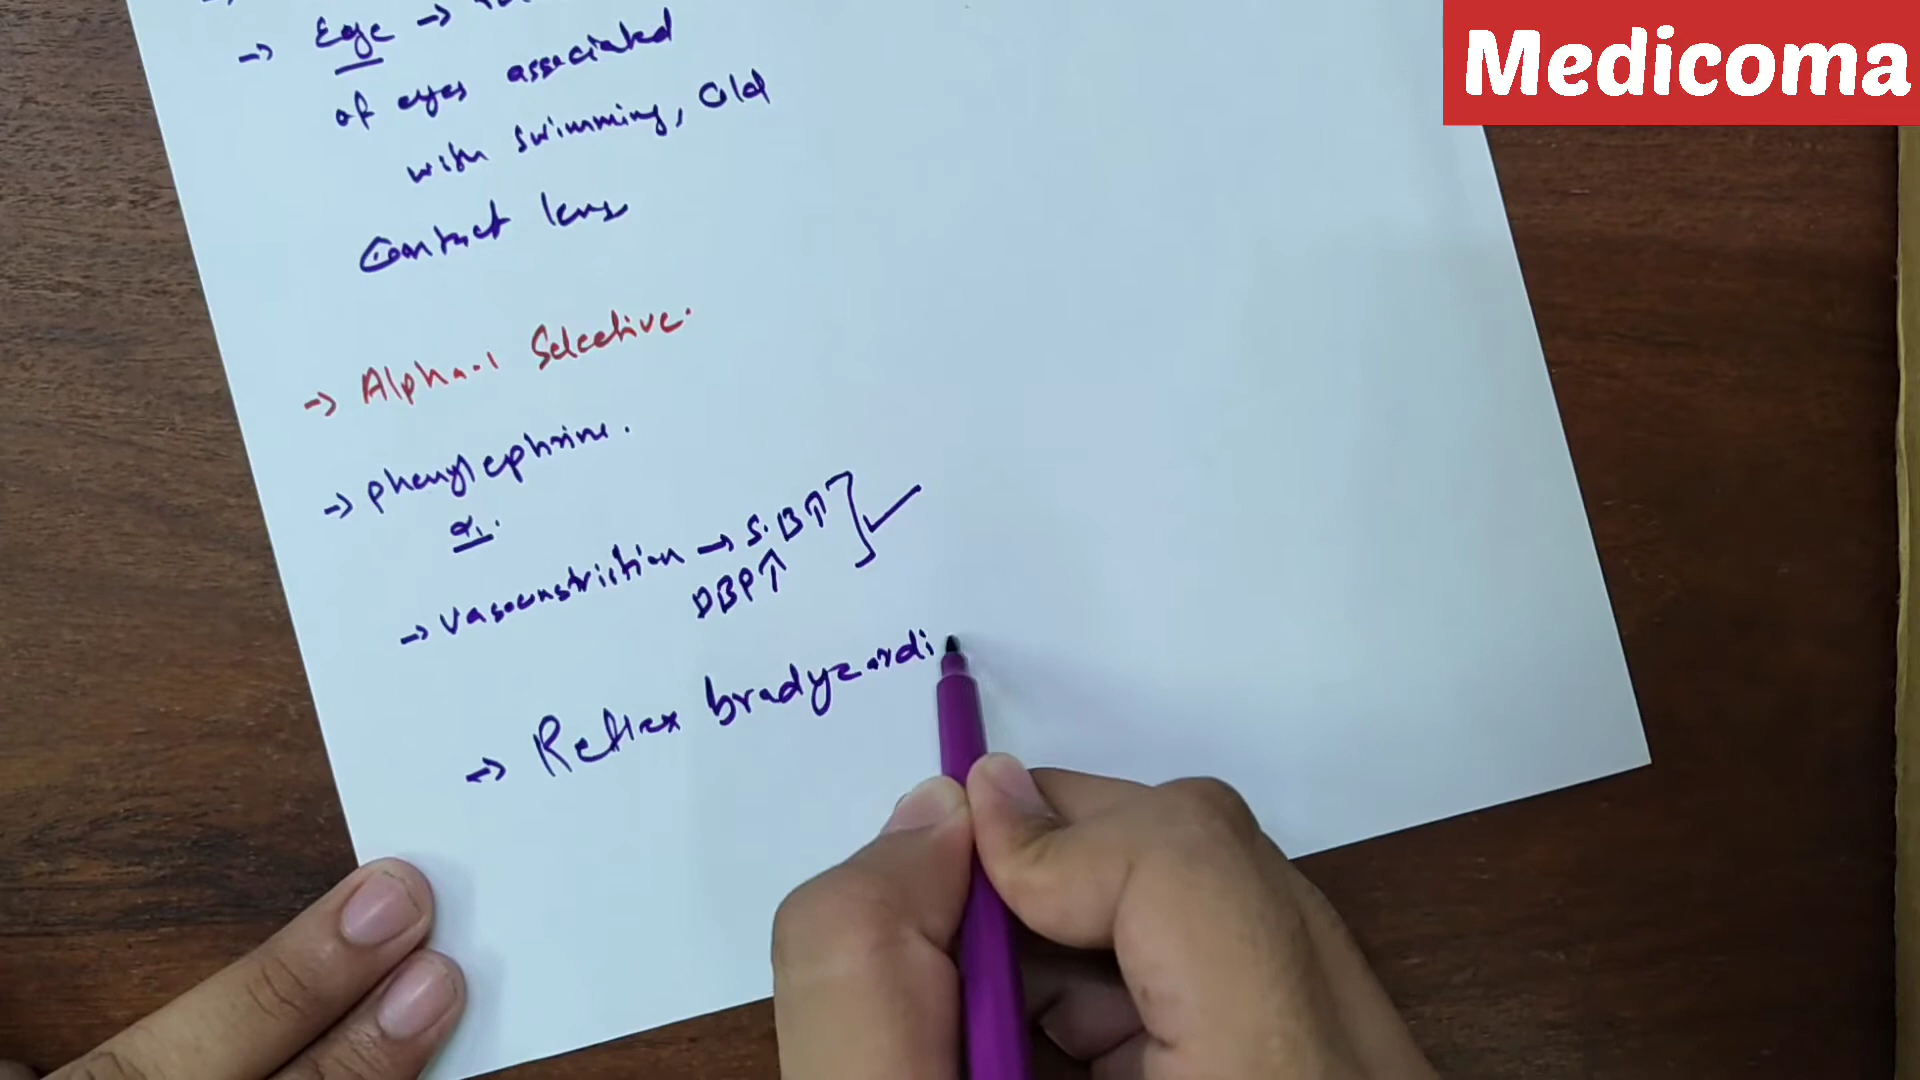 Medicoma
→ Eye →
of eyes associated
with swimming, old
Contact lens
→ Alpha-1 Selective.
→ phenylephrine.
α1.
→ vasoconstriction → S.B↑
DBP↑
→ Reflex bradycardi